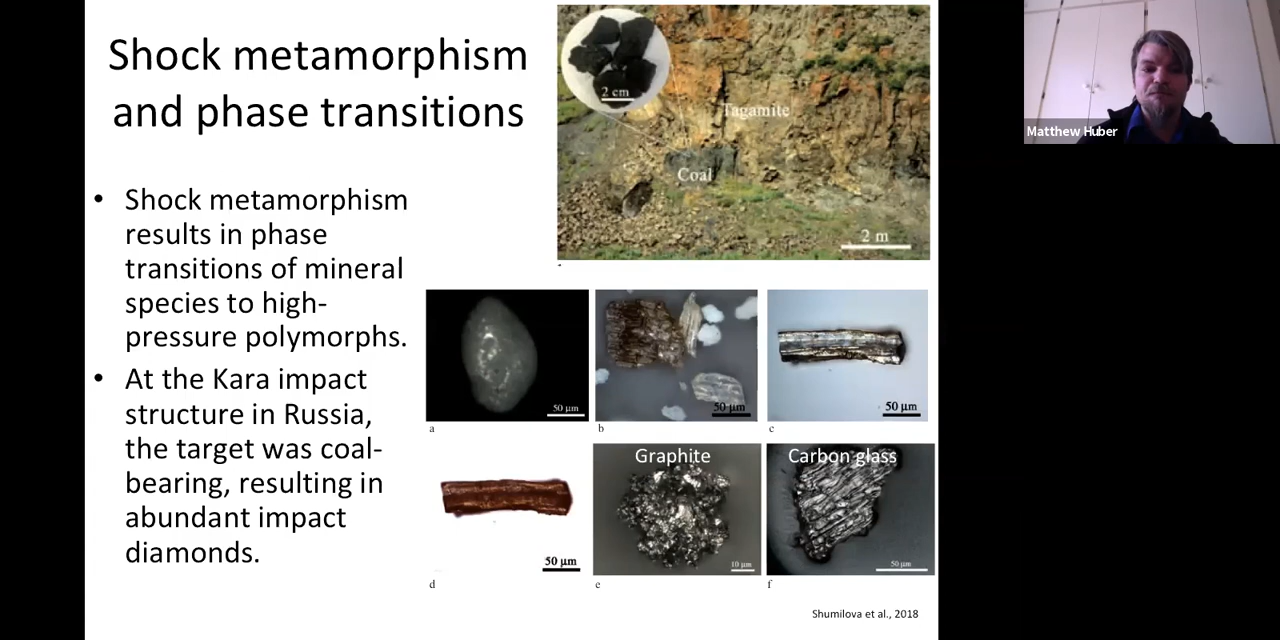 Shock metamorphism
and phase transitions
• Shock metamorphism
results in phase
transitions of mineral
species to high-
pressure polymorphs.
• At the Kara impact
structure in Russia,
the target was coal-
bearing, resulting in
abundant impact
diamonds.
2 cm
Tagamite
Coal
2 m
50 μm
a
50 μm
b
50 μm
c
50 μm
d
Graphite
10 μm
e
Carbon glass
50 μm
f
Shumilova et al., 2018
Matthew Huber